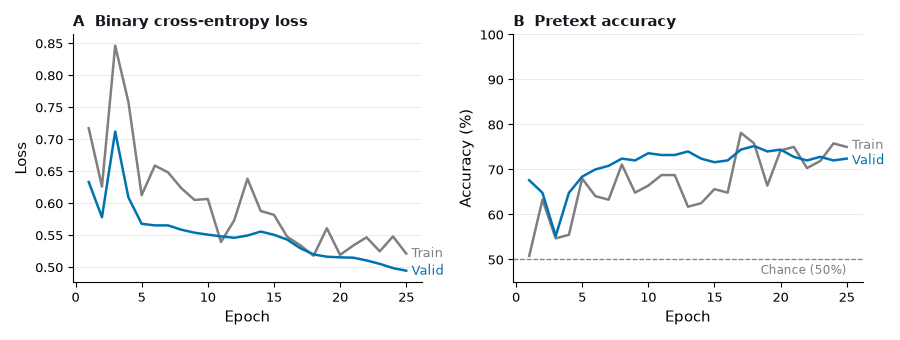 A  Binary cross-entropy loss
Loss
0.85
0.80
0.75
0.70
0.65
0.60
0.55
0.50
0
5
10
15
20
25
Epoch
Train
Valid
B  Pretext accuracy
Accuracy (%)
100
90
80
70
60
50
0
5
10
15
20
25
Epoch
Train
Valid
Chance (50%)